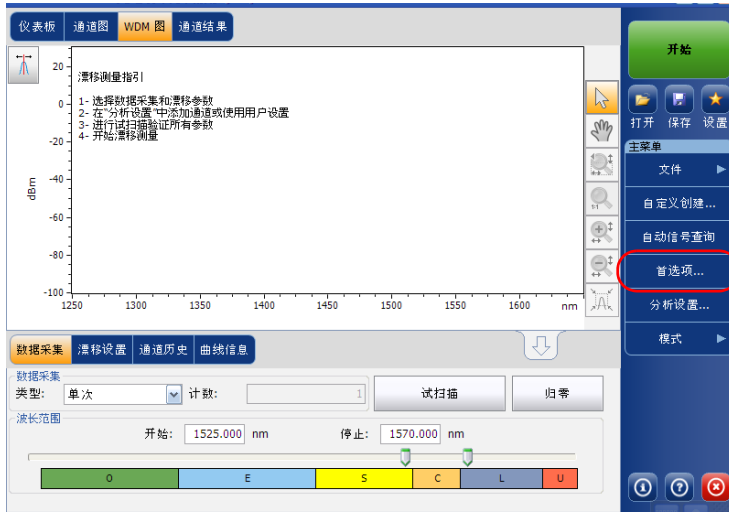 仪表板 通道图 WDM 图 通道结果
开始
打开 保存 设置
主菜单
文件
自定义创建...
自动信号查询
首选项...
分析设置...
模式
漂移测量指引
1- 选择数据采集和漂移参数
2- 在“分析设置”中添加通道或使用用户设置
3- 进行试扫描验证所有参数
4- 开始漂移测量
dBm
20
0
-20
-40
-60
-80
-100
1250 1300 1350 1400 1450 1500 1550 1600 nm
1:1
数据采集 漂移设置 通道历史 曲线信息
数据采集
类型: 单次 计数: 1 试扫描 归零
波长范围
开始: 1525.000 nm 停止: 1570.000 nm
O E S C L U